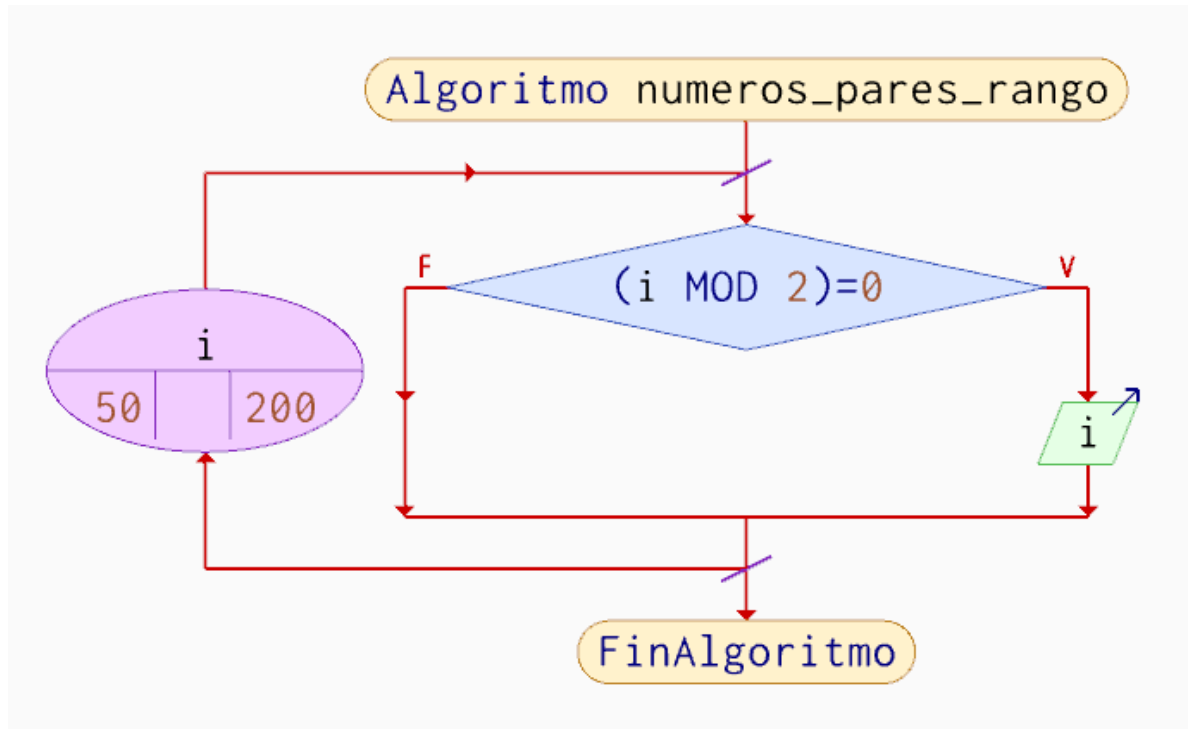 Algoritmo numeros_pares_rango
F
V
(i MOD 2)=0
i
50 200
i
FinAlgoritmo